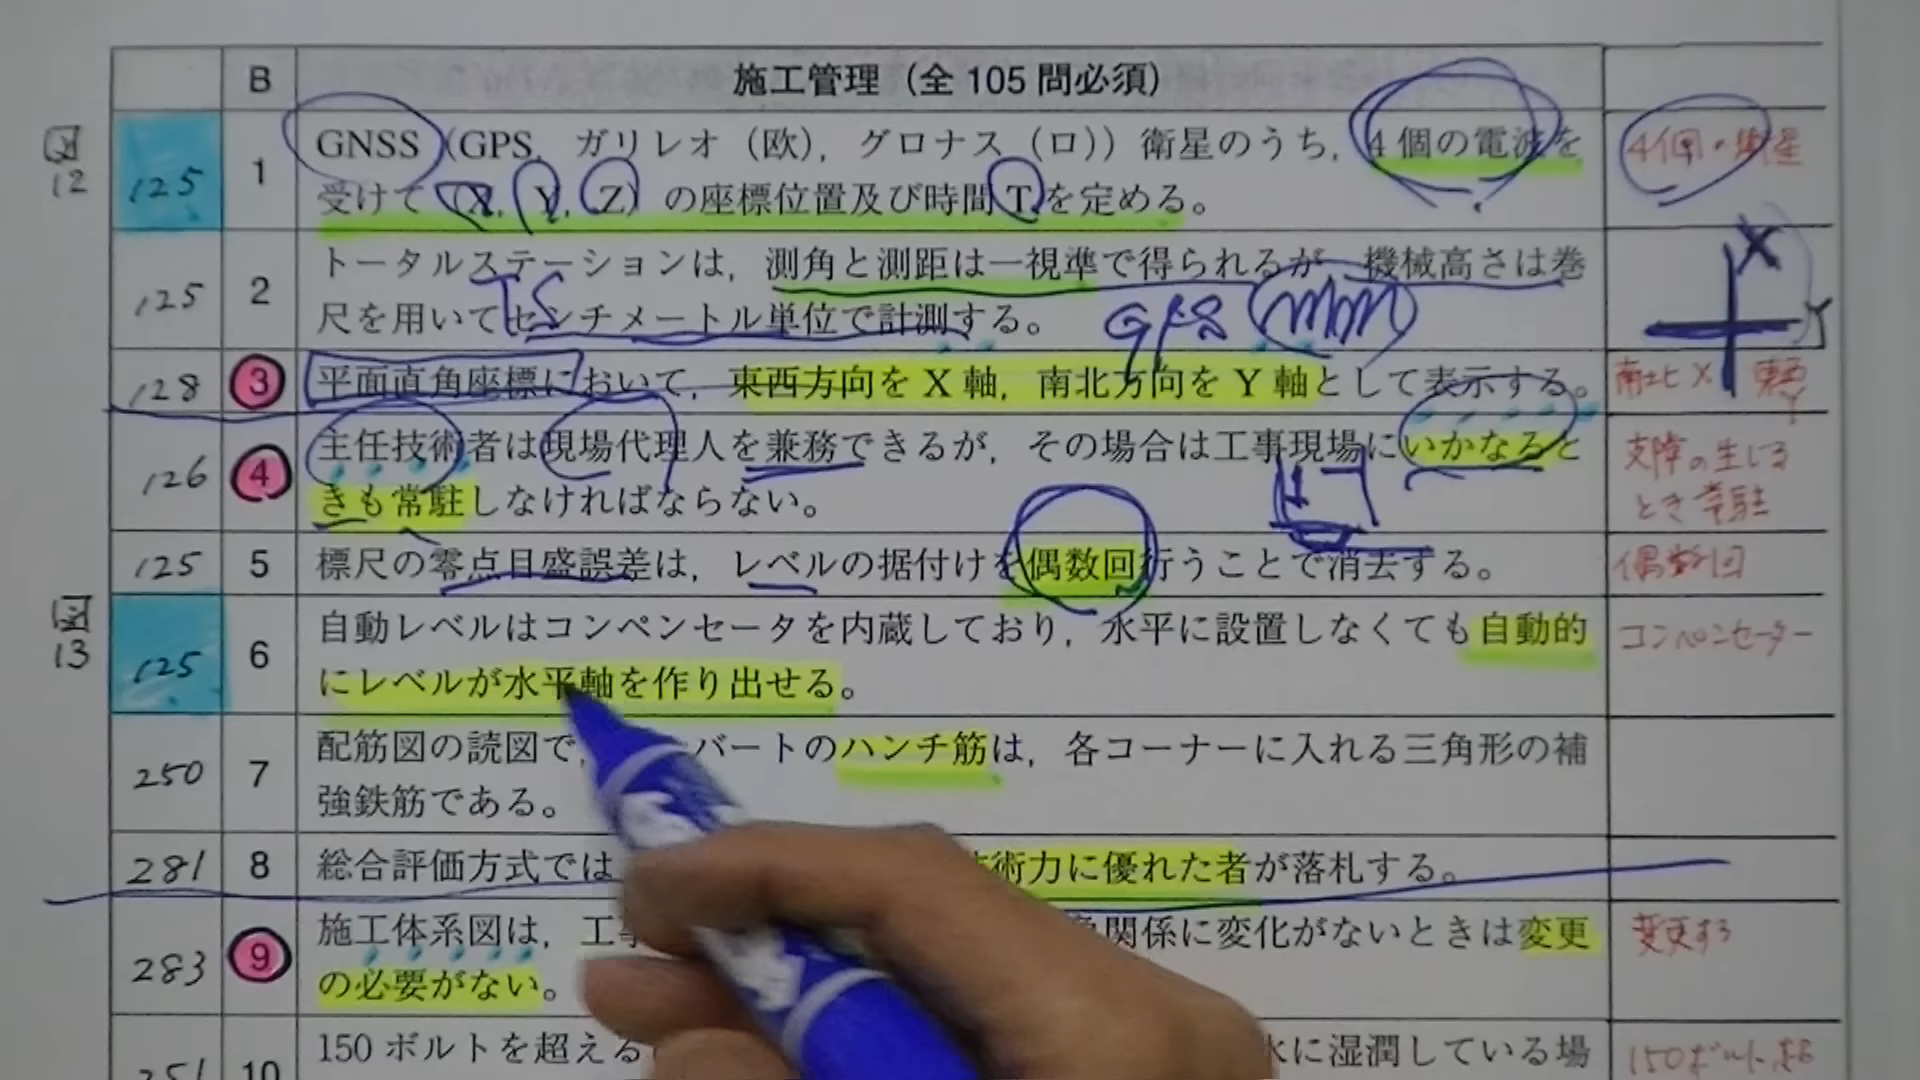 B 施工管理（全 105 問必須）
図12 125 1 GNSS（GPS，ガリレオ（欧），グロナス（ロ））衛星のうち，4 個の電波を 4個の衛星
受けて（X，Y，Z）の座標位置及び時間 T を定める。
X
125 2 トータルステーションは，測角と測距は一視準で得られるが，機械高さは巻 Y
尺を用いてセンチメートル単位で計測する。
TS GPS mm
128 3 平面直角座標において，東西方向を X 軸，南北方向を Y 軸として表示する。 南北 X 東西 Y
126 4 主任技術者は現場代理人を兼務できるが，その場合は工事現場にいかなると 支障の生じる
きも常駐しなければならない。 とき常駐
125 5 標尺の零点目盛誤差は，レベルの据付けを偶数回行うことで消去する。 偶数回
図13 125 6 自動レベルはコンペンセータを内蔵しており，水平に設置しなくても自動的 コンペンセーター
にレベルが水平軸を作り出せる。
250 7 配筋図の読図で， バートのハンチ筋は，各コーナーに入れる三角形の補
強鉄筋である。
281 8 総合評価方式では 術力に優れた者が落札する。
283 9 施工体系図は，工事 関係に変化がないときは変更 変更する
の必要がない。
251 10 150 ボルトを超える 水に湿潤している場 150ボルト